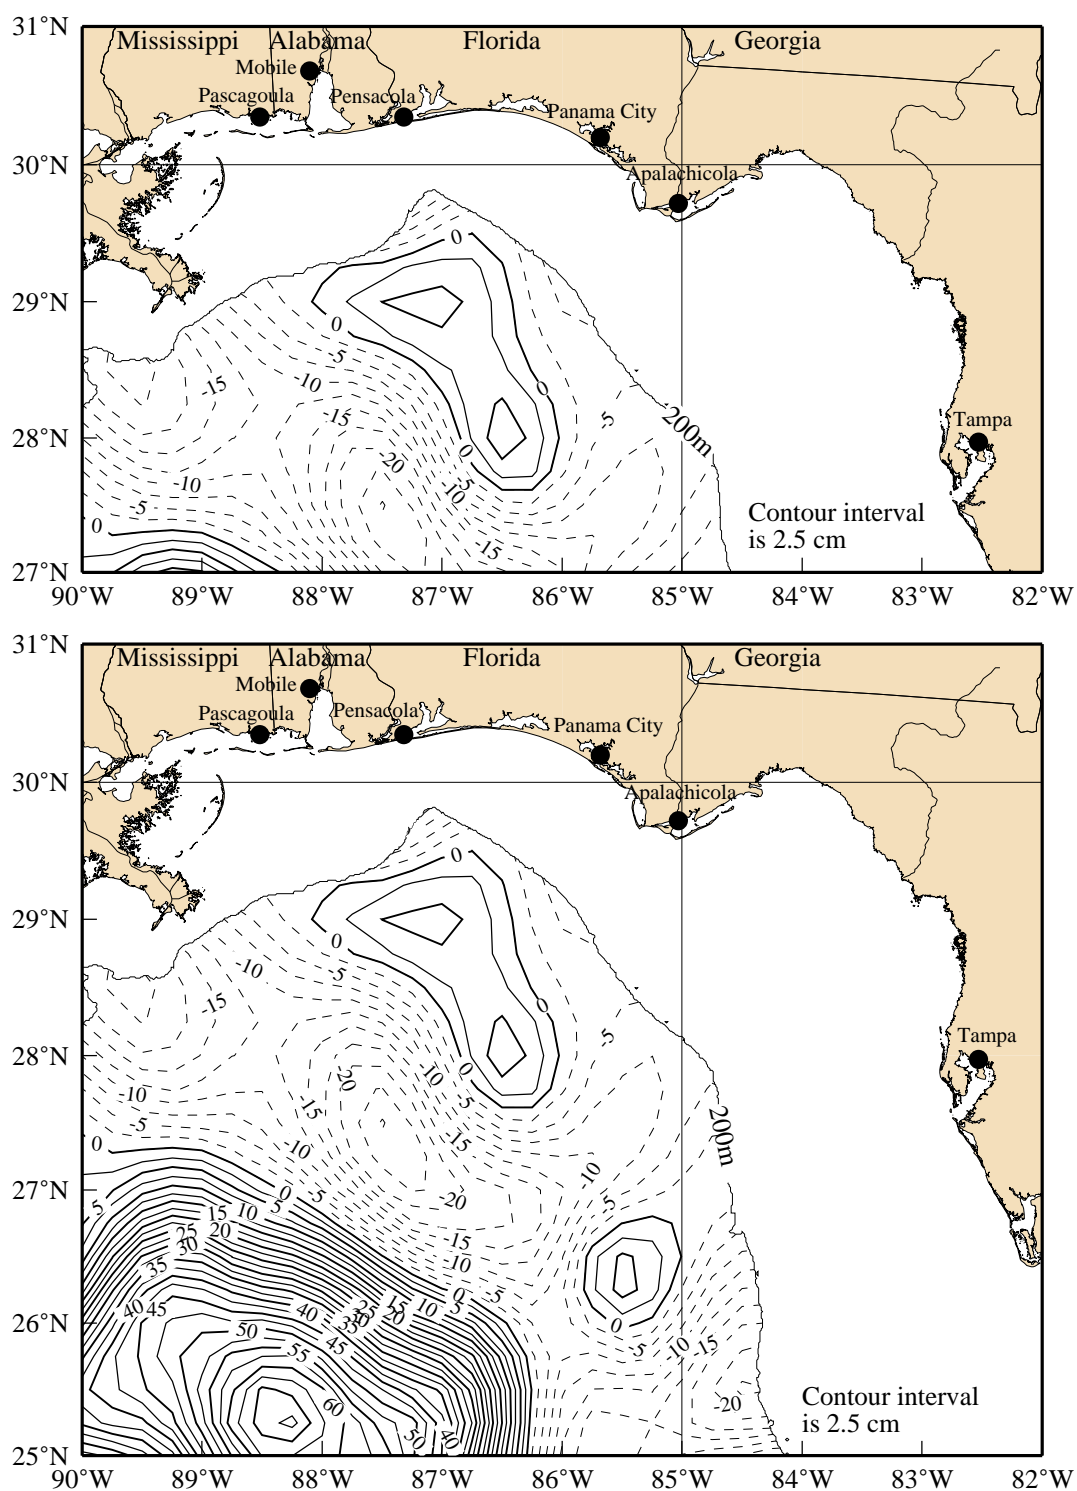 31°N
Mississippi Alabama Florida Georgia
Mobile
Pascagoula Pensacola
Panama City
30°N
Apalachicola
0
29°N
0
-5
-10
-15
-15
0
-5
200m
Tampa
28°N
0
-20
-5
-10
-10
-5
0
-15
Contour interval
is 2.5 cm
27°N
90°W 89°W 88°W 87°W 86°W 85°W 84°W 83°W 82°W
31°N
Mississippi Alabama Florida Georgia
Mobile
Pascagoula Pensacola
Panama City
30°N
Apalachicola
0
29°N
0
-10
-5
-15
0
-5
Tampa
28°N
0
-20
-10
-10
-5
-15
-5
-15
200m
0
-10
-10
27°N
0
-5
-20
-5
5
5
15
10
25
20
-15
30
-10
35
0
-5
40
45
40
25
15
10
5
30
20
35
0
26°N
50
45
-5
-10
-15
55
60
-20
Contour interval
is 2.5 cm
50
40
25°N
90°W 89°W 88°W 87°W 86°W 85°W 84°W 83°W 82°W